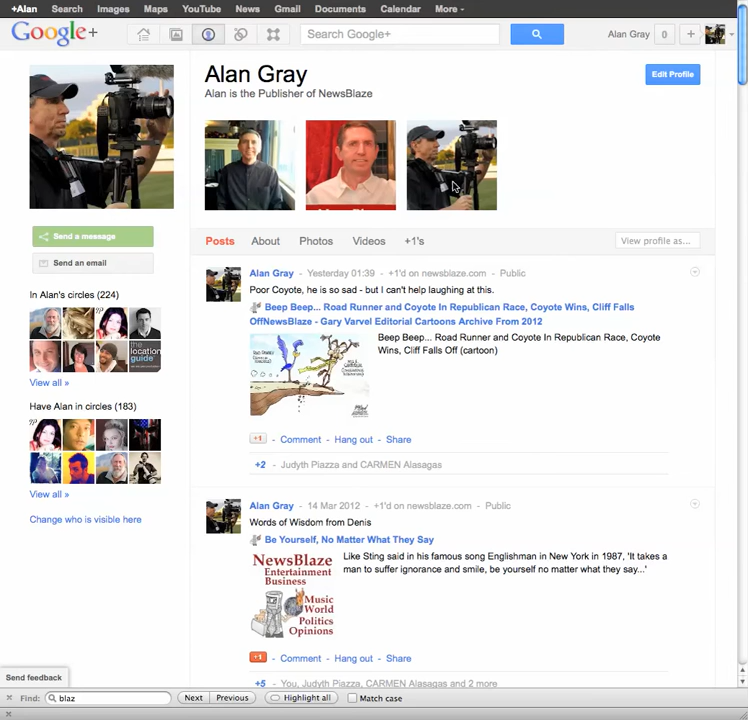 +Alan Search Images Maps YouTube News Gmail Documents Calendar More
Google+ Search Google+ Alan Gray 0 +
Alan Gray
Edit Profile
Alan is the Publisher of NewsBlaze
Posts About Photos Videos +1's View profile as...
Send a message
Send an email
In Alan's circles (224)
the location guide
View all »
Have Alan in circles (183)
View all »
Change who is visible here
Alan Gray - Yesterday 01:39 - +1'd on newsblaze.com - Public
Poor Coyote, he is so sad - but I can't help laughing at this.
Beep Beep... Road Runner and Coyote In Republican Race, Coyote Wins, Cliff Falls
OffNewsBlaze - Gary Varvel Editorial Cartoons Archive From 2012
Beep Beep... Road Runner and Coyote In Republican Race, Coyote
Wins, Cliff Falls Off (cartoon)
+1 - Comment - Hang out - Share
+2 - Judyth Piazza and CARMEN Alasagas
Alan Gray - 14 Mar 2012 - +1'd on newsblaze.com - Public
Words of Wisdom from Denis
Be Yourself, No Matter What They Say
Like Sting said in his famous song Englishman in New York in 1987, 'It takes a
man to suffer ignorance and smile, be yourself no matter what they say...'
NewsBlaze
Entertainment
Business
Music
World
Politics
Opinions
+1 - Comment - Hang out - Share
+5 - You, Judyth Piazza, CARMEN Alasagas and 2 more
Send feedback
Find: blaz Next Previous Highlight all Match case